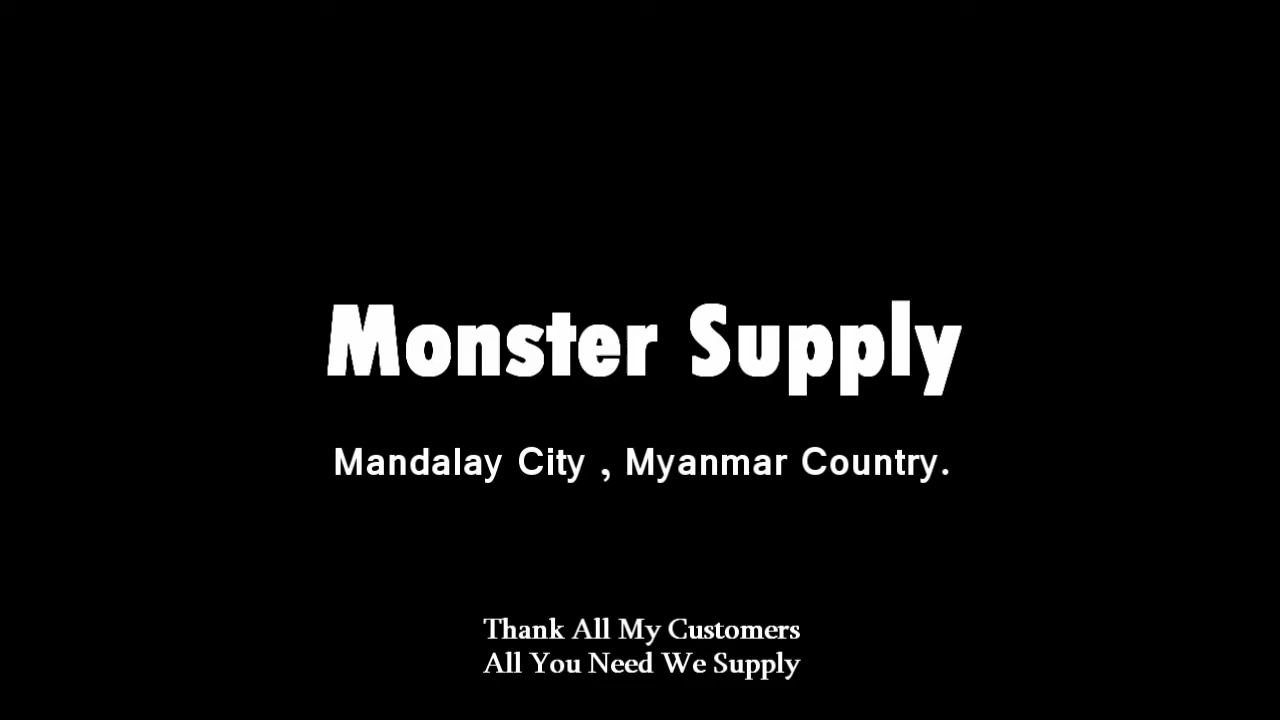 Monster Supply
Mandalay City , Myanmar Country.
Thank All My Customers
All You Need We Supply